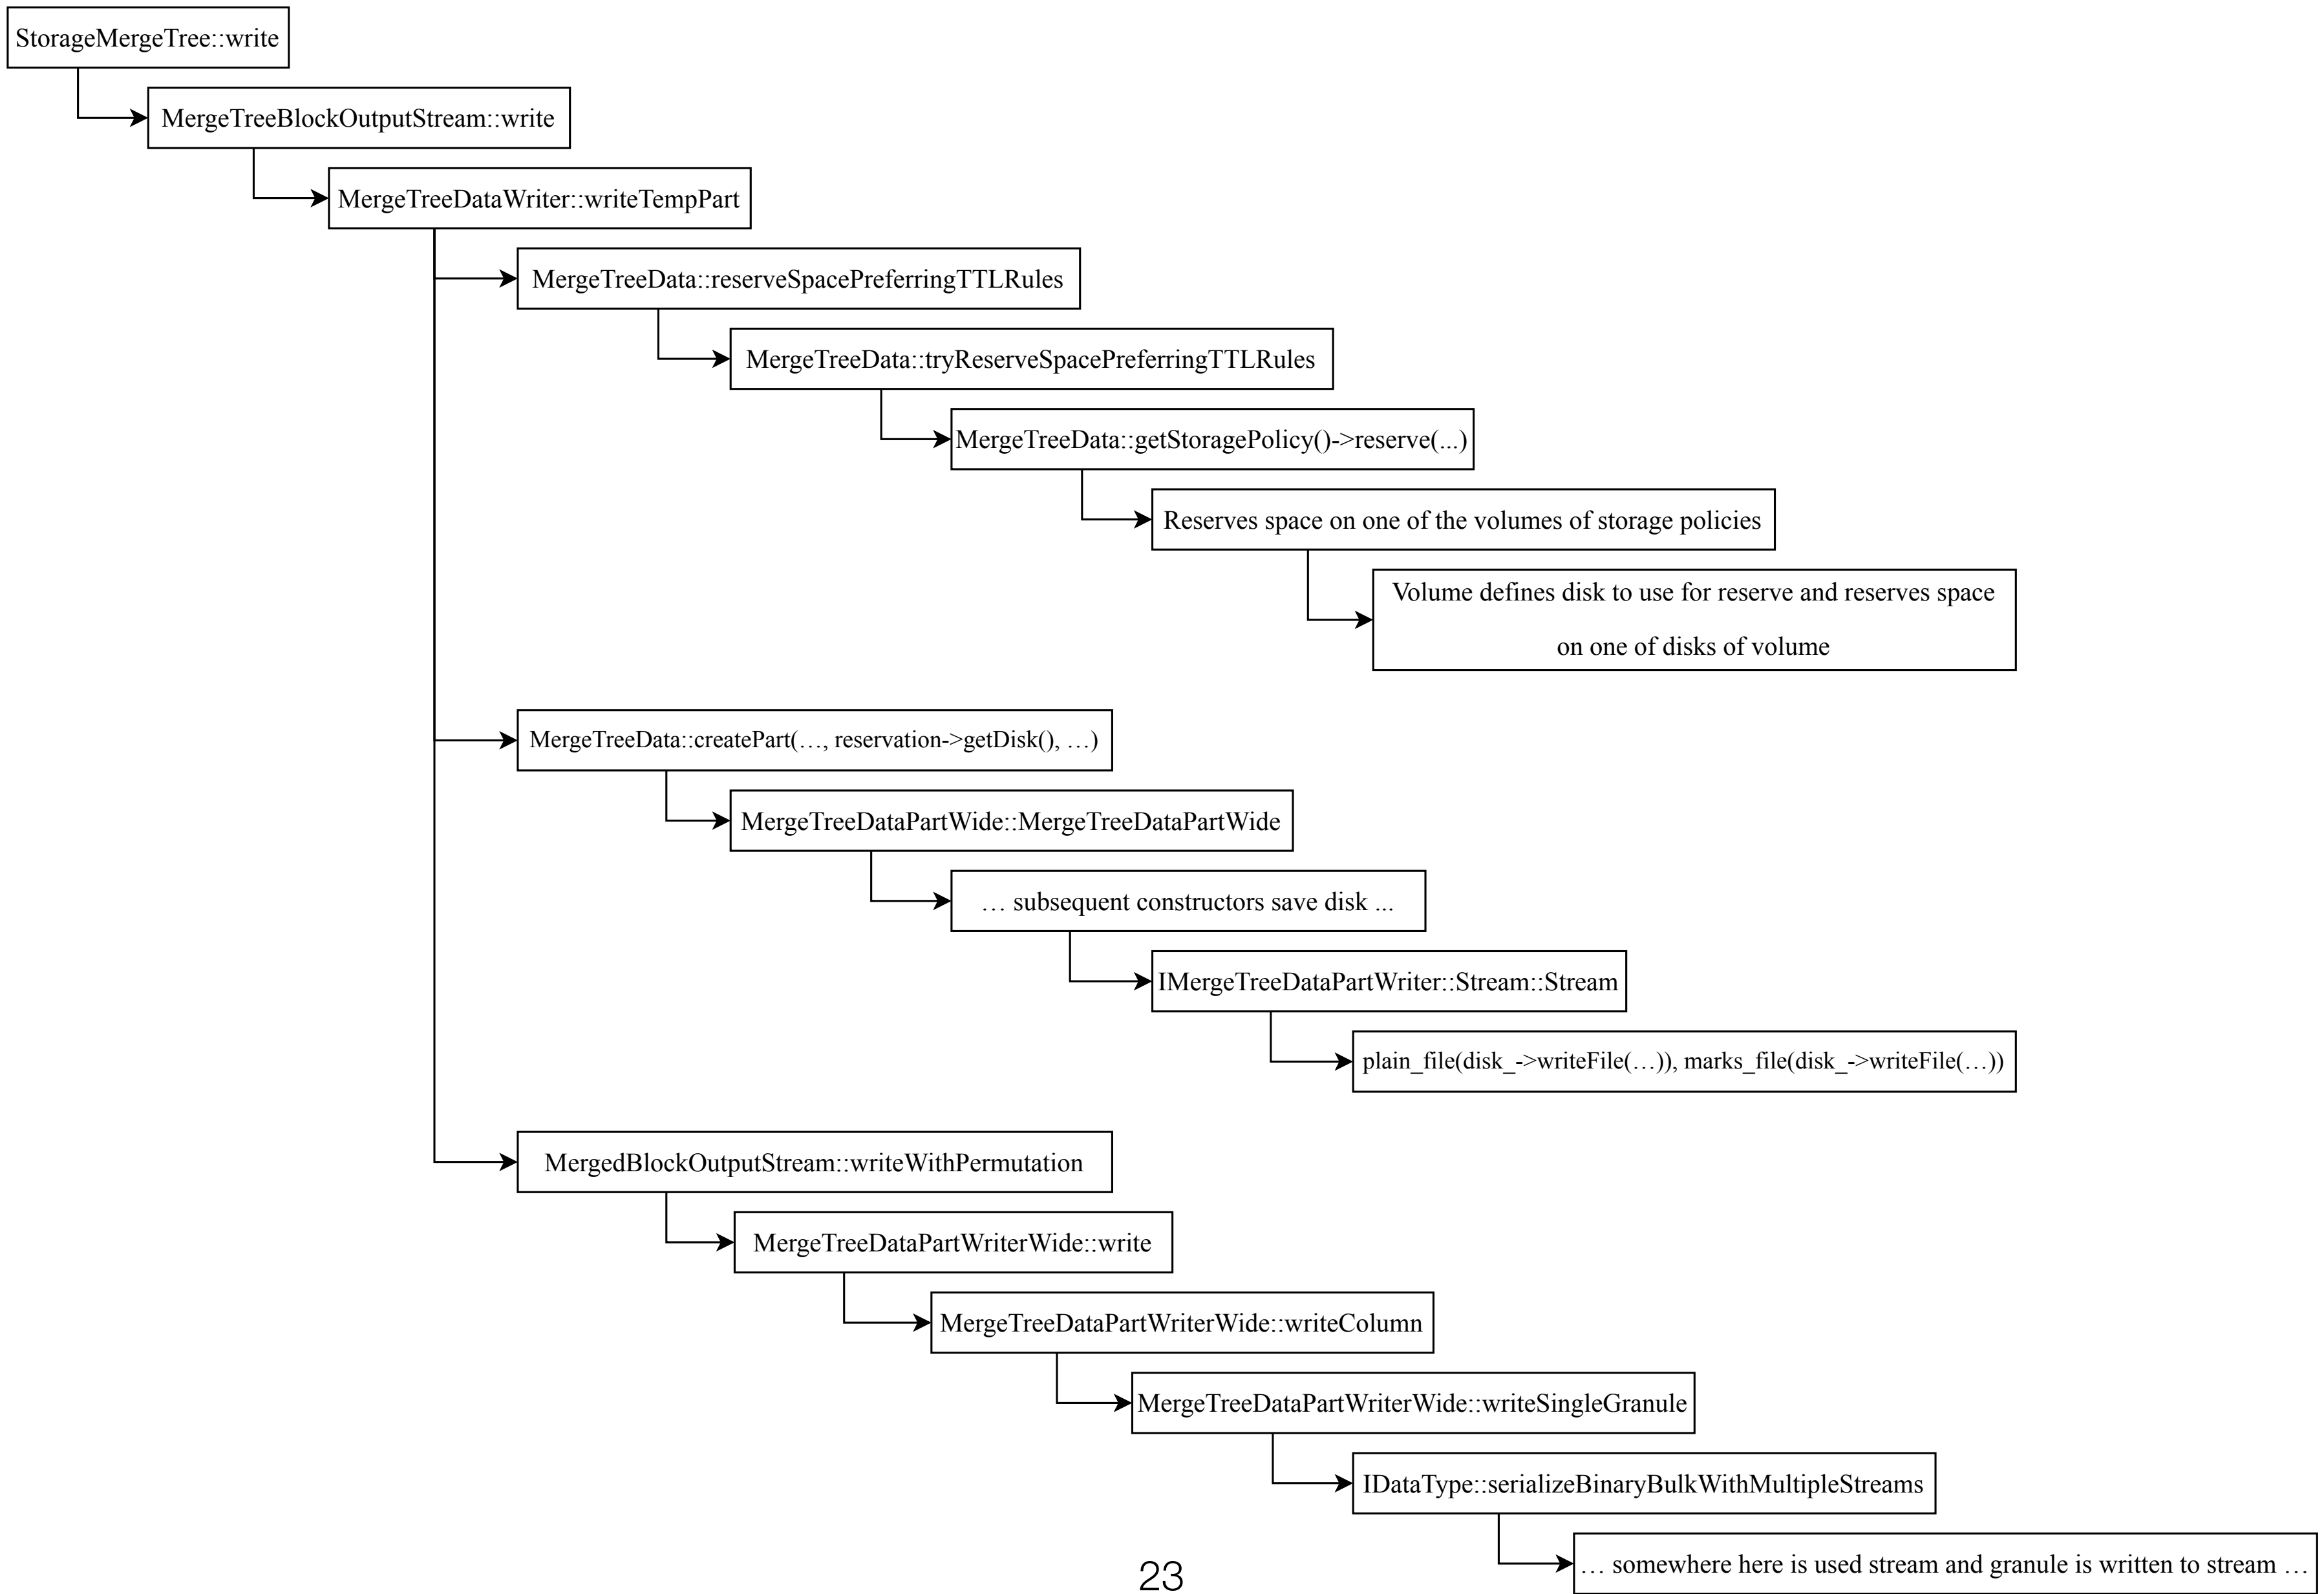 StorageMergeTree::write
MergeTreeBlockOutputStream::write
MergeTreeDataWriter::writeTempPart
MergeTreeData::reserveSpacePreferringTTLRules
MergeTreeData::tryReserveSpacePreferringTTLRules
MergeTreeData::getStoragePolicy()->reserve(...)
Reserves space on one of the volumes of storage policies
Volume defines disk to use for reserve and reserves space
on one of disks of volume
MergeTreeData::createPart(…, reservation->getDisk(), …)
MergeTreeDataPartWide::MergeTreeDataPartWide
… subsequent constructors save disk ...
IMergeTreeDataPartWriter::Stream::Stream
plain_file(disk_->writeFile(…)), marks_file(disk_->writeFile(…))
MergedBlockOutputStream::writeWithPermutation
MergeTreeDataPartWriterWide::write
MergeTreeDataPartWriterWide::writeColumn
MergeTreeDataPartWriterWide::writeSingleGranule
IDataType::serializeBinaryBulkWithMultipleStreams
… somewhere here is used stream and granule is written to stream …
23